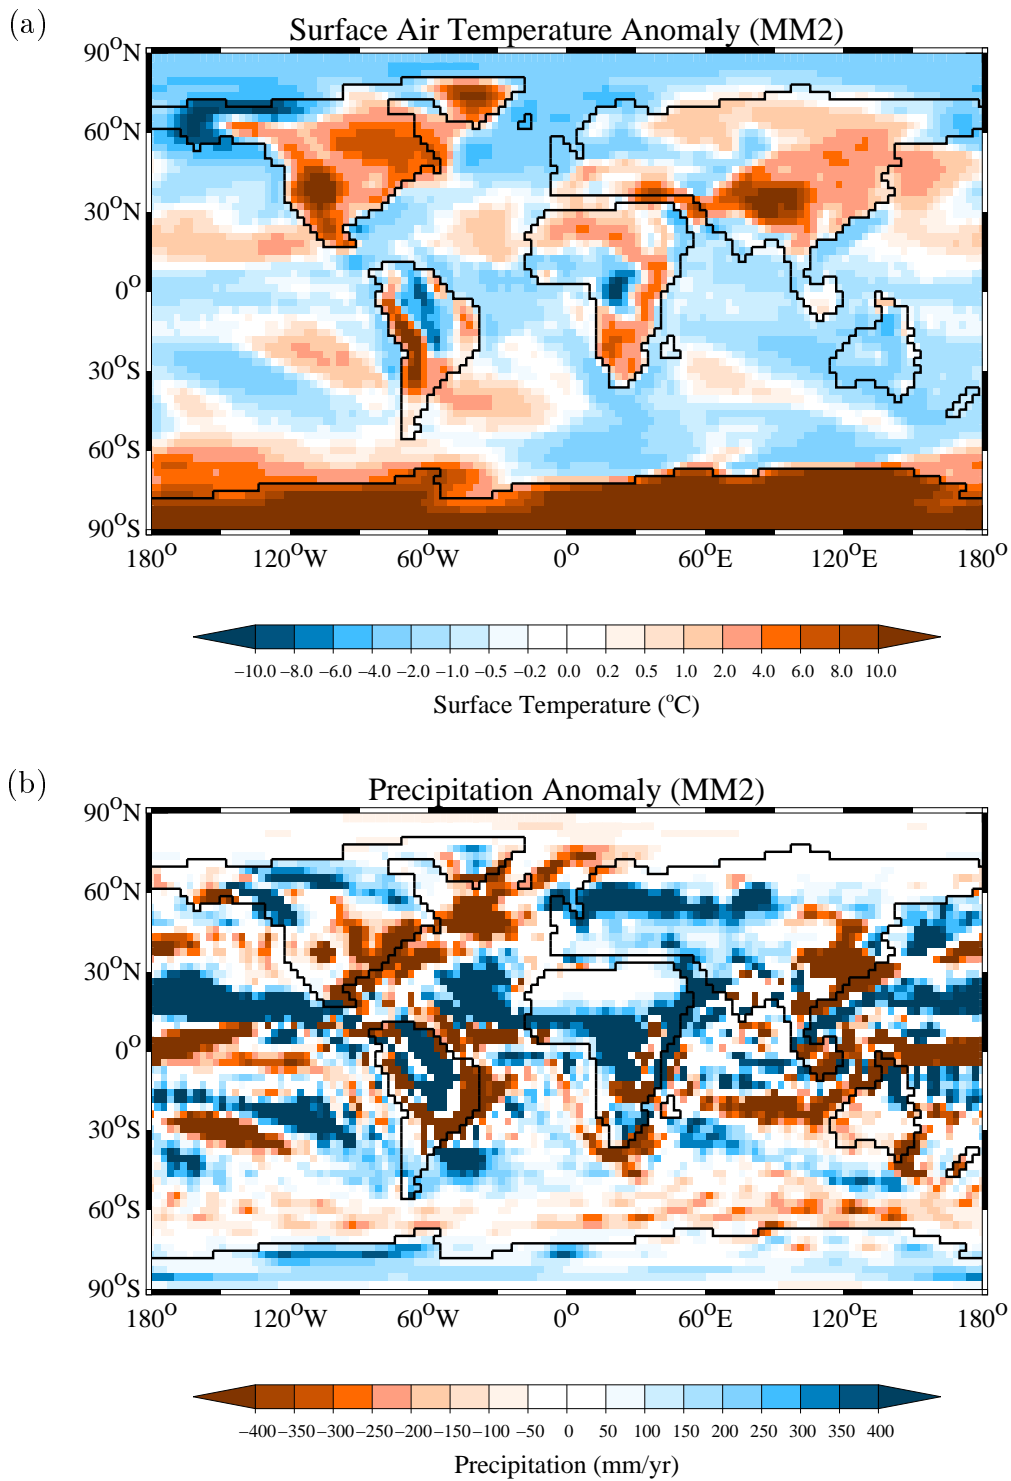 (a)
Surface Air Temperature Anomaly (MM2)
90°N
60°N
30°N
0°
30°S
60°S
90°S
180° 120°W 60°W 0° 60°E 120°E 180°
−10.0 −8.0 −6.0 −4.0 −2.0 −1.0 −0.5 −0.2 0.0 0.2 0.5 1.0 2.0 4.0 6.0 8.0 10.0
Surface Temperature (°C)
(b)
Precipitation Anomaly (MM2)
90°N
60°N
30°N
0°
30°S
60°S
90°S
180° 120°W 60°W 0° 60°E 120°E 180°
−400 −350 −300 −250 −200 −150 −100 −50 0 50 100 150 200 250 300 350 400
Precipitation (mm/yr)